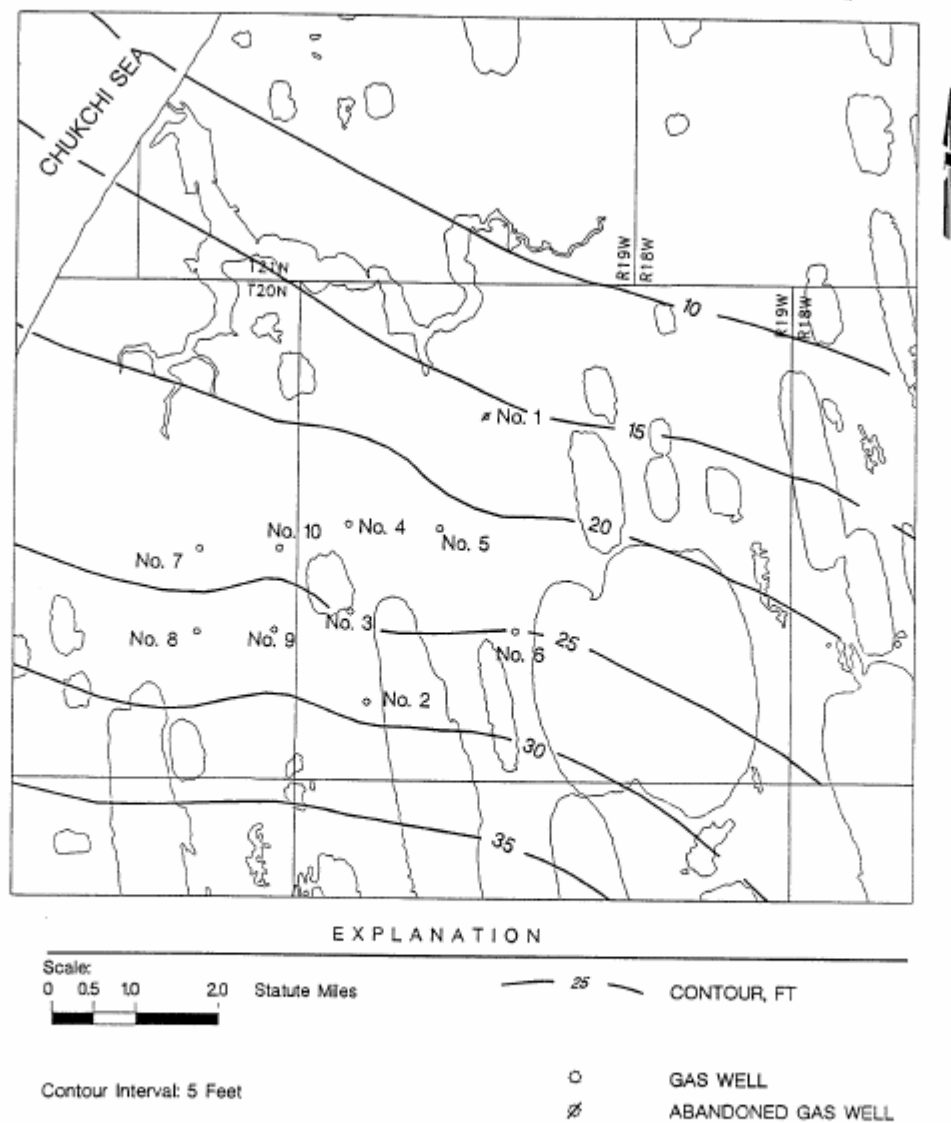 CHUKCHI SEA
T21N
T20N
R19W
R18W
10
R19W
R18W
No. 1
15
20
No. 4
No. 10
No. 5
No. 7
No. 3
No. 8
No. 9
25
No. 6
No. 2
30
35
EXPLANATION
Scale:
0 0.5 1.0 2.0 Statute Miles
25 CONTOUR, FT
Contour Interval: 5 Feet
GAS WELL
ABANDONED GAS WELL